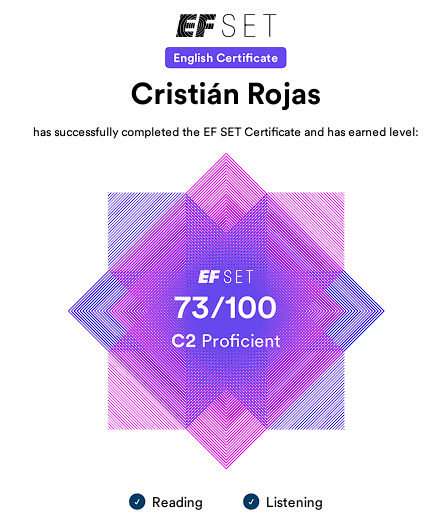 EF SET
English Certificate
Cristián Rojas
has successfully completed the EF SET Certificate and has earned level:
EF SET
73/100
C2 Proficient
Reading Listening